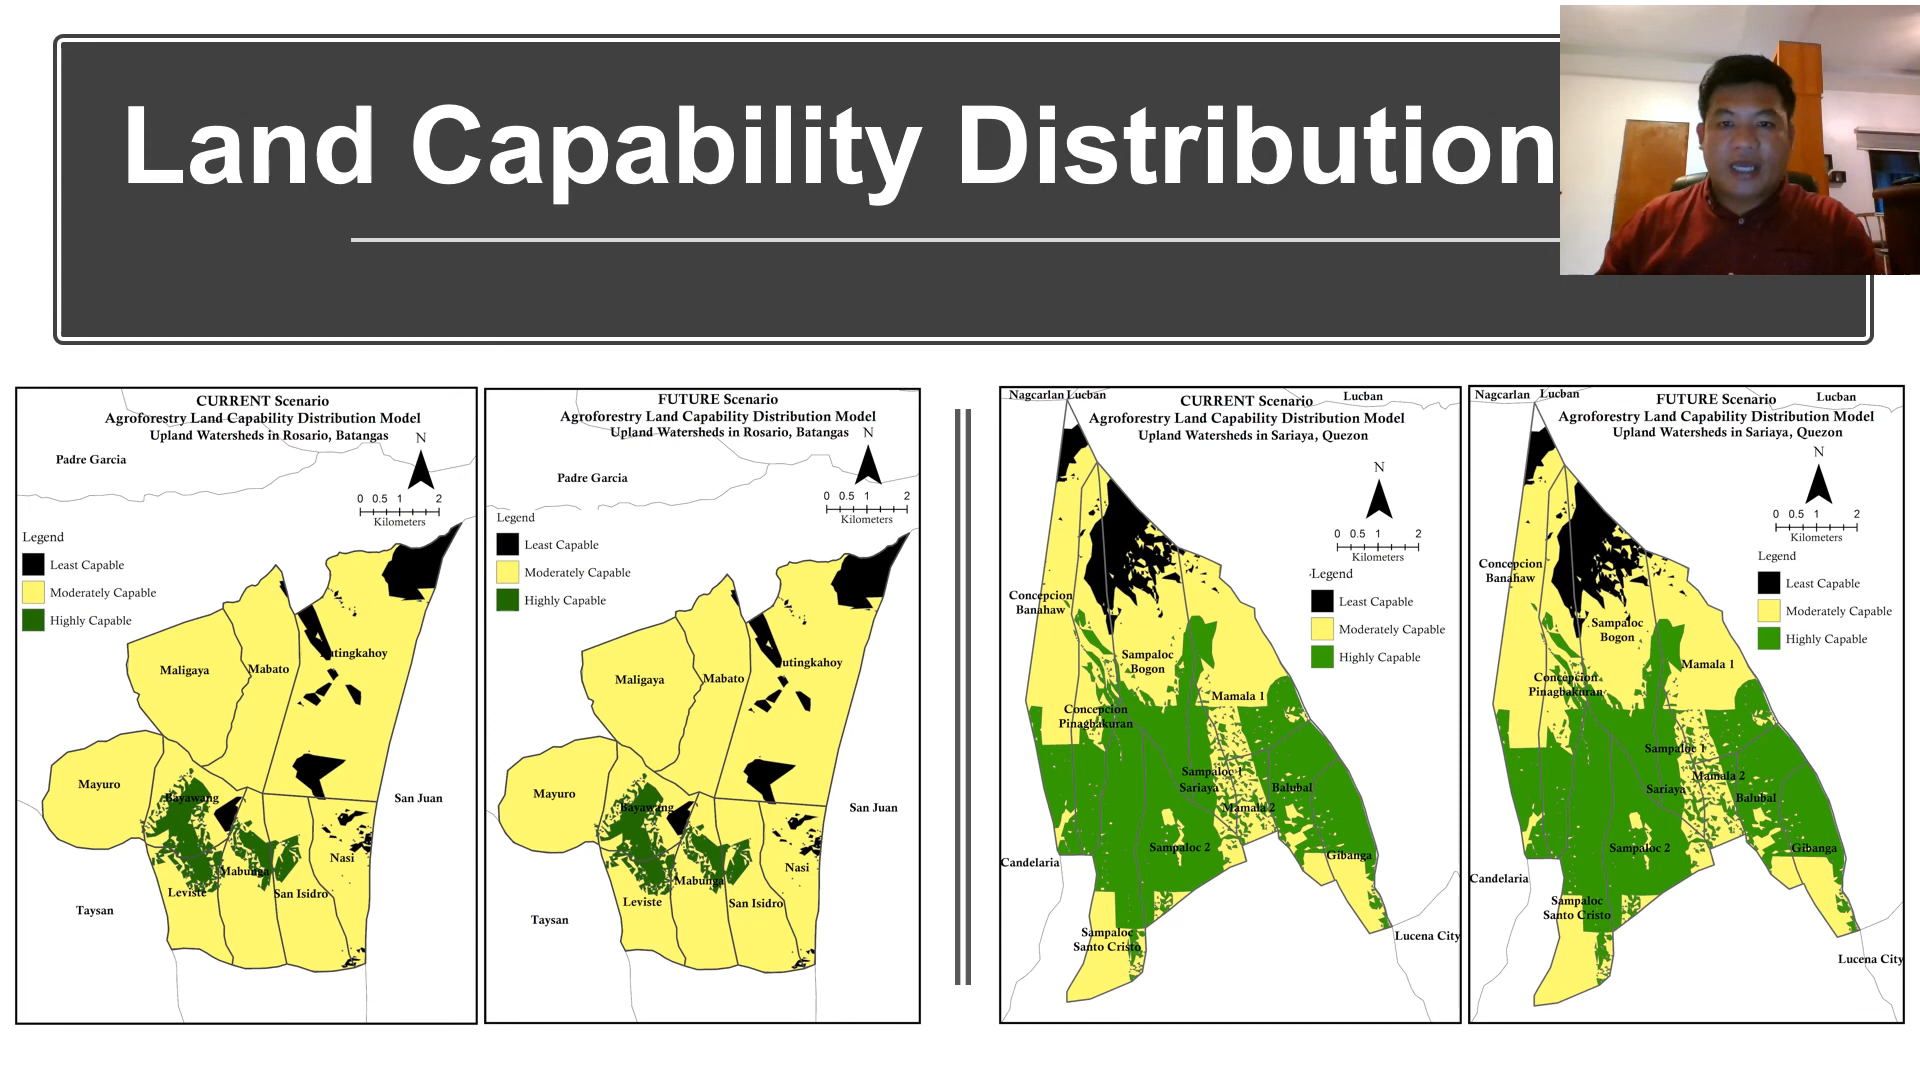 Land Capability Distribution
CURRENT Scenario
Agroforestry Land Capability Distribution Model
Upland Watersheds in Rosario, Batangas
N
Padre Garcia
0 0.5 1 2
Kilometers
Legend
Least Capable
Moderately Capable
Highly Capable
Maligaya
Mabato
Mayuro
Bayawang
San Juan
Nasi
Mabunga
Leviste
San Isidro
Taysan
FUTURE Scenario
Agroforestry Land Capability Distribution Model
Upland Watersheds in Rosario, Batangas
N
Padre Garcia
0 0.5 1 2
Kilometers
Legend
Least Capable
Moderately Capable
Highly Capable
Maligaya
Mabato
Mayuro
Bayawang
San Juan
Nasi
Mabunga
Leviste
San Isidro
Taysan
Nagcarlan Lucban
Lucban
CURRENT Scenario
Agroforestry Land Capability Distribution Model
Upland Watersheds in Sariaya, Quezon
N
0 0.5 1 2
Kilometers
Legend
Least Capable
Moderately Capable
Highly Capable
Concepcion
Banahaw
Sampaloc
Bogon
Mamala 1
Concepcion
Pinagbakuran
Sampaloc 1
Sariaya
Balubal
Mamala 2
Sampaloc 2
Gibanga
Candelaria
Sampaloc
Santo Cristo
Lucena City
Nagcarlan Lucban
Lucban
FUTURE Scenario
Agroforestry Land Capability Distribution Model
Upland Watersheds in Sariaya, Quezon
N
0 0.5 1 2
Kilometers
Legend
Least Capable
Moderately Capable
Highly Capable
Concepcion
Banahaw
Sampaloc
Bogon
Mamala 1
Concepcion
Pinagbakuran
Sampaloc 1
Mamala 2
Sariaya
Balubal
Sampaloc 2
Gibanga
Candelaria
Sampaloc
Santo Cristo
Lucena City